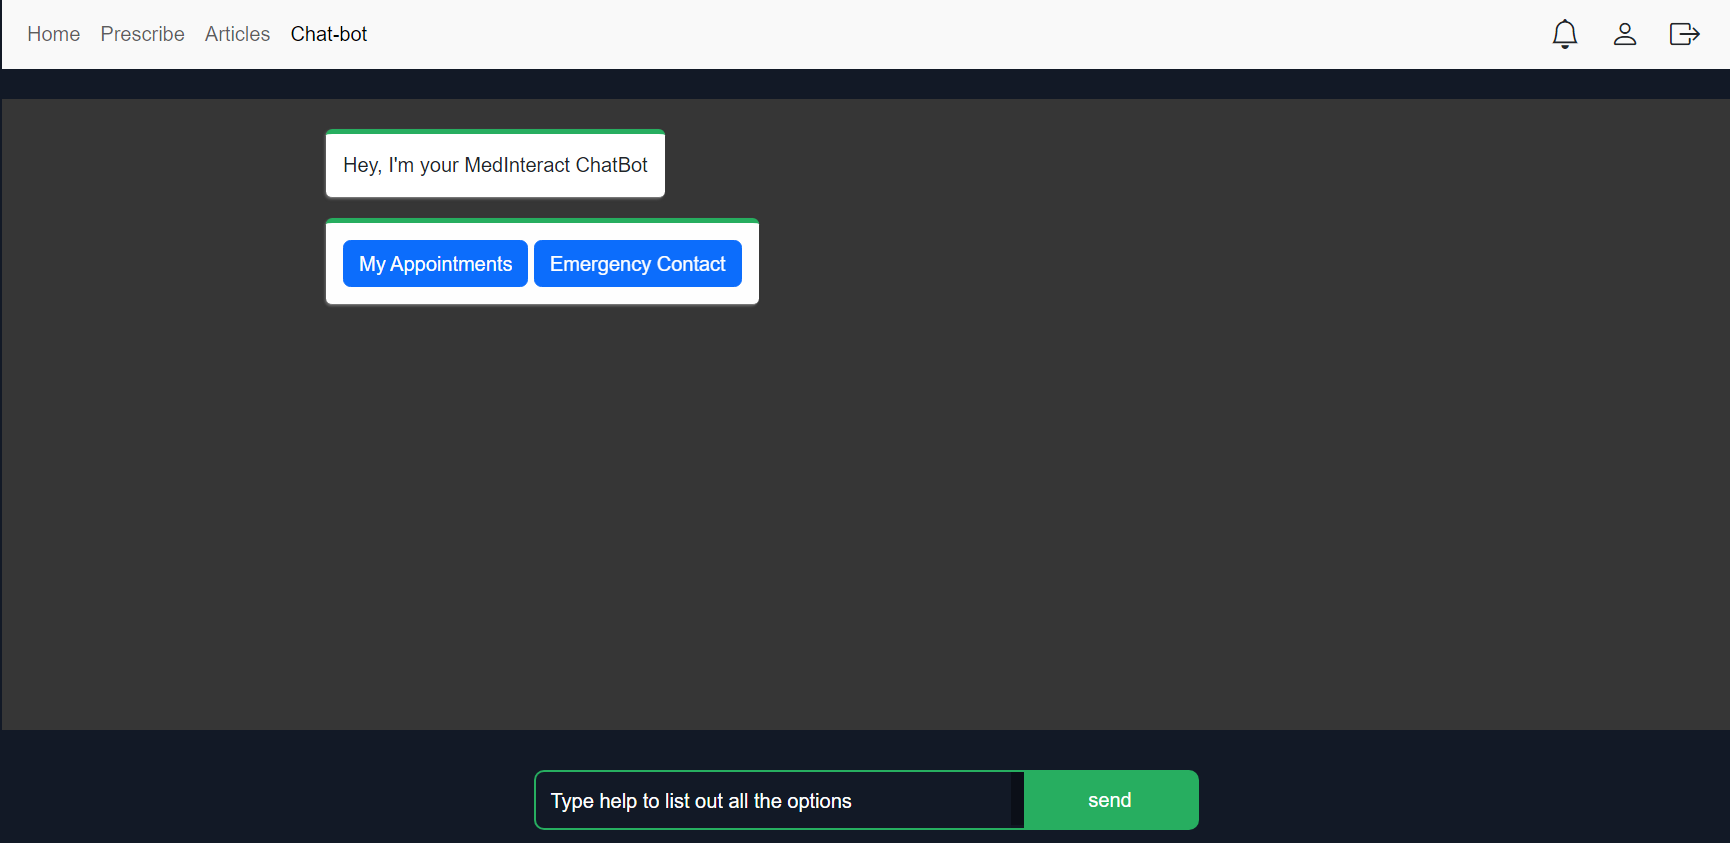 Home Prescribe Articles Chat-bot
Hey, I'm your MedInteract ChatBot
My Appointments Emergency Contact
Type help to list out all the options send